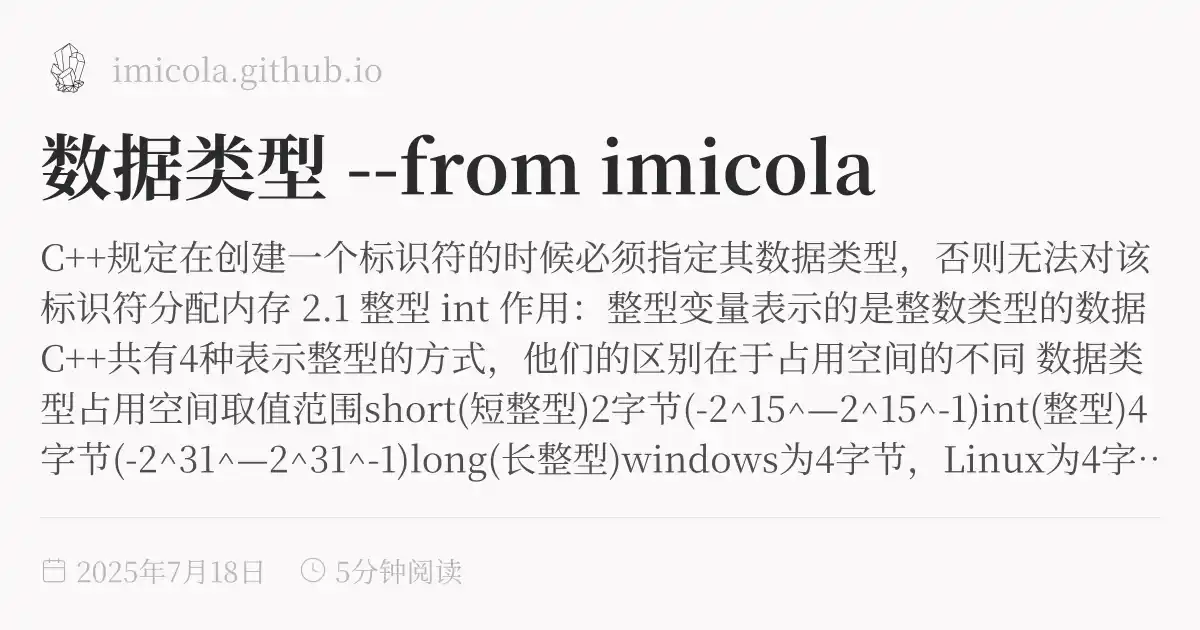 imicola.github.io
数据类型 --from imicola
C++规定在创建一个标识符的时候必须指定其数据类型，否则无法对该
标识符分配内存 2.1 整型 int 作用：整型变量表示的是整数类型的数据
C++共有4种表示整型的方式，他们的区别在于占用空间的不同 数据类
型占用空间取值范围short(短整型)2字节(-2^15^—2^15^-1)int(整型)4
字节(-2^31^—2^31^-1)long(长整型)windows为4字节，Linux为4字··
2025年7月18日
5分钟阅读